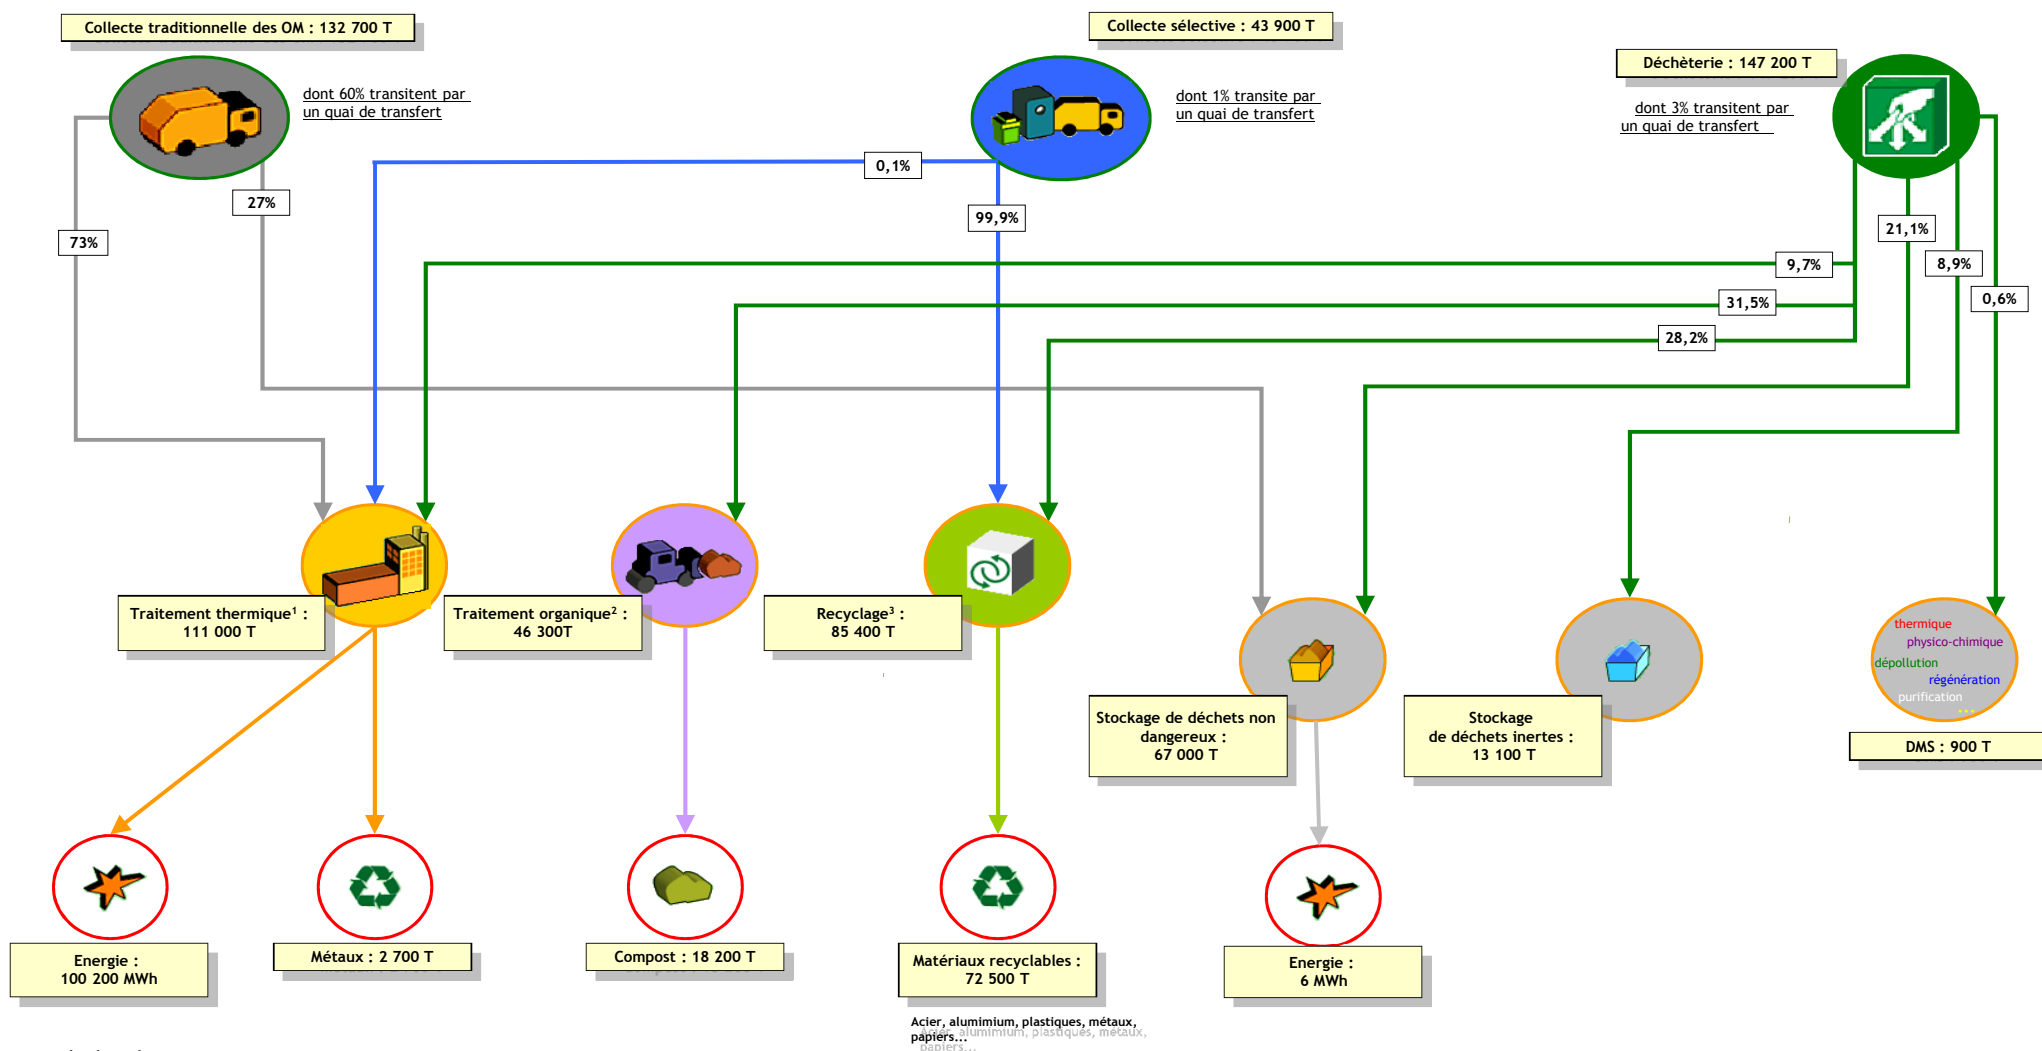 Collecte traditionnelle des OM : 132 700 T
Collecte sélective : 43 900 T
Déchèterie : 147 200 T
dont 60% transitent par
un quai de transfert
dont 1% transite par
un quai de transfert
dont 3% transitent par
un quai de transfert
0,1%
27%
99,9%
73%
21,1%
9,7%
8,9%
31,5%
0,6%
28,2%
Traitement thermique¹ :
111 000 T
Traitement organique² :
46 300T
Recyclage³ :
85 400 T
thermique
physico-chimique
dépollution
régénération
purification
...
Stockage de déchets non
dangereux :
67 000 T
Stockage
de déchets inertes :
13 100 T
DMS : 900 T
Energie :
100 200 MWh
Métaux : 2 700 T
Compost : 18 200 T
Matériaux recyclables :
72 500 T
Energie :
6 MWh
Acier, alumimium, plastiques, métaux,
papiers...